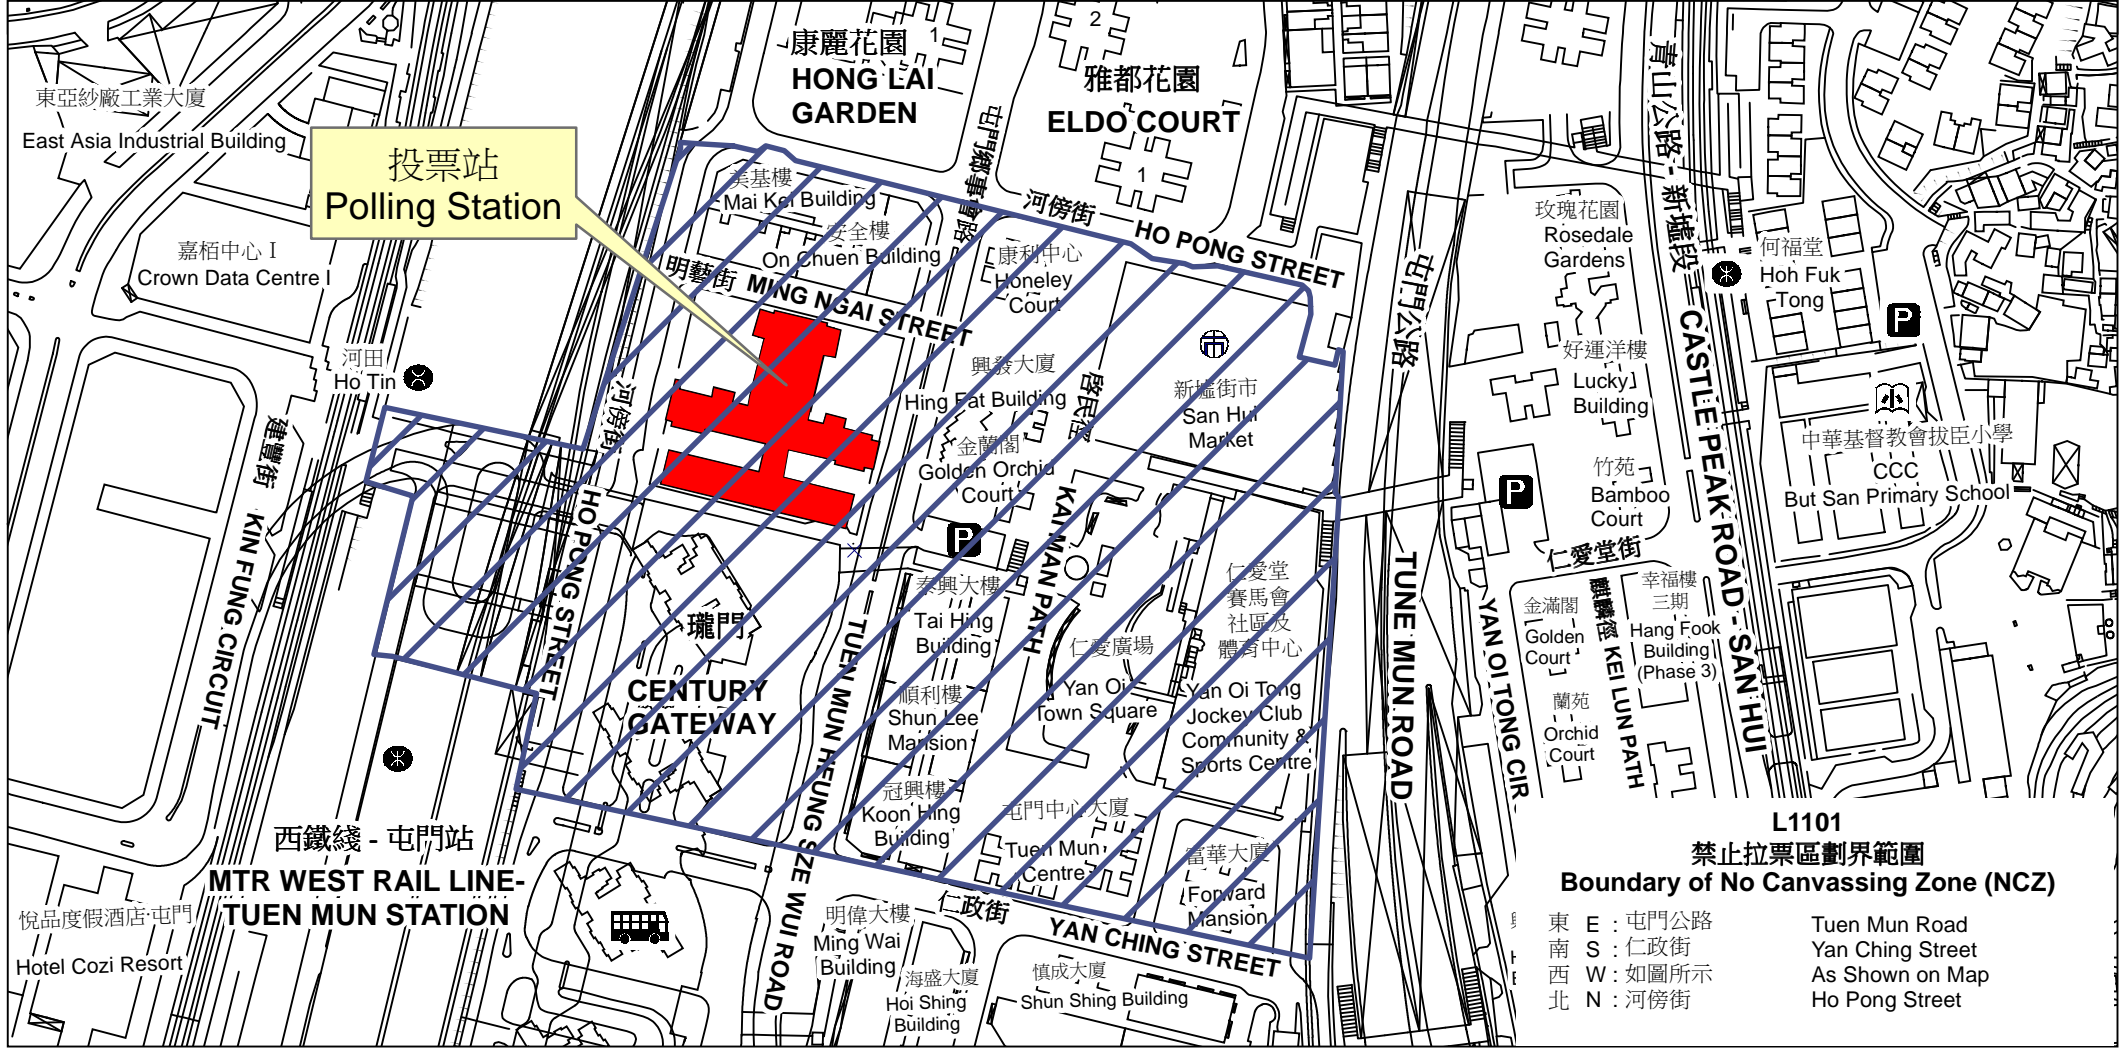 康麗花園
HONG LAI
GARDEN
1
2
雅都花園
ELDO COURT
1
東亞紗廠工業大廈
East Asia Industrial Building
投票站
Polling Station
嘉栢中心 I
Crown Data Centre I
美基樓
Mai Kei Building
安全樓
On Chuen Building
明藝街 MING NGAI STREET
屯門鄉事會路
河傍街 HO PONG STREET
康利中心
Honeley
Court
屯門公路
青山公路 - 新墟段 - CASTLE PEAK ROAD - SAN HUI
玫瑰花園
Rosedale
Gardens
何福堂
Hoh Fuk
Tong
P
好運洋樓
Lucky
Building
河田
Ho Tin
河傍街
HO PONG STREET
建豐街 KIN FUNG CIRCUIT
興發大廈
Hing Fat Building
啓民徑 KAI MAN PATH
新墟街市
San Hui
Market
金蘭閣
Golden Orchid
Court
P
竹苑
Bamboo
Court
P
小
中華基督教會拔臣小學
CCC
But San Primary School
仁愛堂街
瓏門
CENTURY
GATEWAY
泰興大樓
Tai Hing
Building
順利樓
Shun Lee
Mansion
冠興樓
Koon Hing
Building
TUEN MUN HEUNG SZE WUI ROAD
仁愛廣場
Yan Oi
Town Square
仁愛堂
賽馬會
社區及
體育中心
Yan Oi Tong
Jockey Club
Community &
Sports Centre
TUNE MUN ROAD
YAN OI TONG CIR
金滿閣
Golden
Court
麒麟徑 KEI LUN PATH
幸福樓
三期
Hang Fook
Building
(Phase 3)
蘭苑
Orchid
Court
屯門中心大廈
Tuen Mun
Centre
富華大廈
Forward
Mansion
西鐵綫 - 屯門站
MTR WEST RAIL LINE-
TUEN MUN STATION
悅品度假酒店·屯門
Hotel Cozi Resort
仁政街 YAN CHING STREET
明偉大樓
Ming Wai
Building
海盛大廈
Hoi Shing
Building
慎成大廈
Shun Shing Building
L1101
禁止拉票區劃界範圍
Boundary of No Canvassing Zone (NCZ)
東 E : 屯門公路 Tuen Mun Road
南 S : 仁政街 Yan Ching Street
西 W : 如圖所示 As Shown on Map
北 N : 河傍街 Ho Pong Street